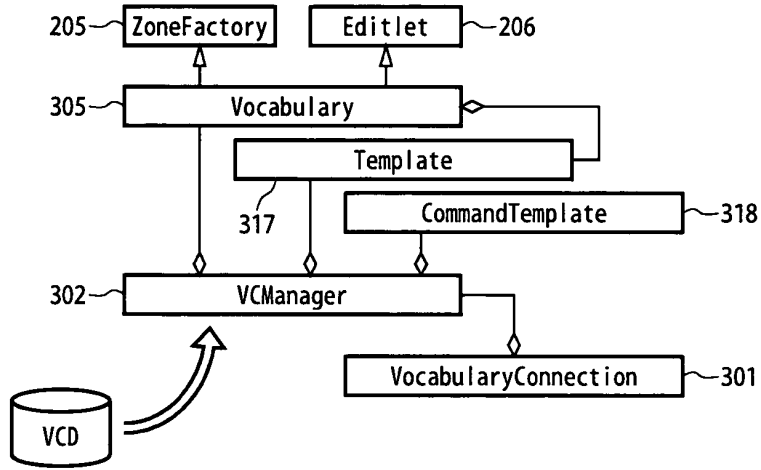 205 ZoneFactory Editlet 206
305 Vocabulary
Template
317 CommandTemplate 318
302 VCManager
VocabularyConnection 301
VCD